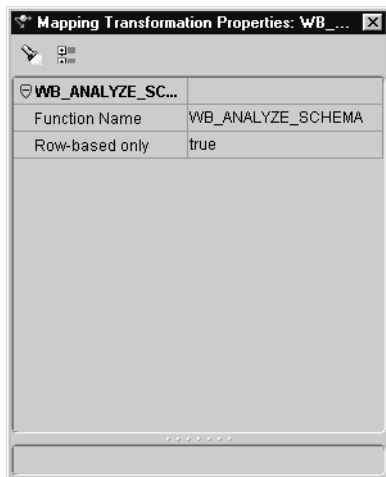 Mapping Transformation Properties: WB_...
WB_ANALYZE_SC...
Function Name WB_ANALYZE_SCHEMA
Row-based only true